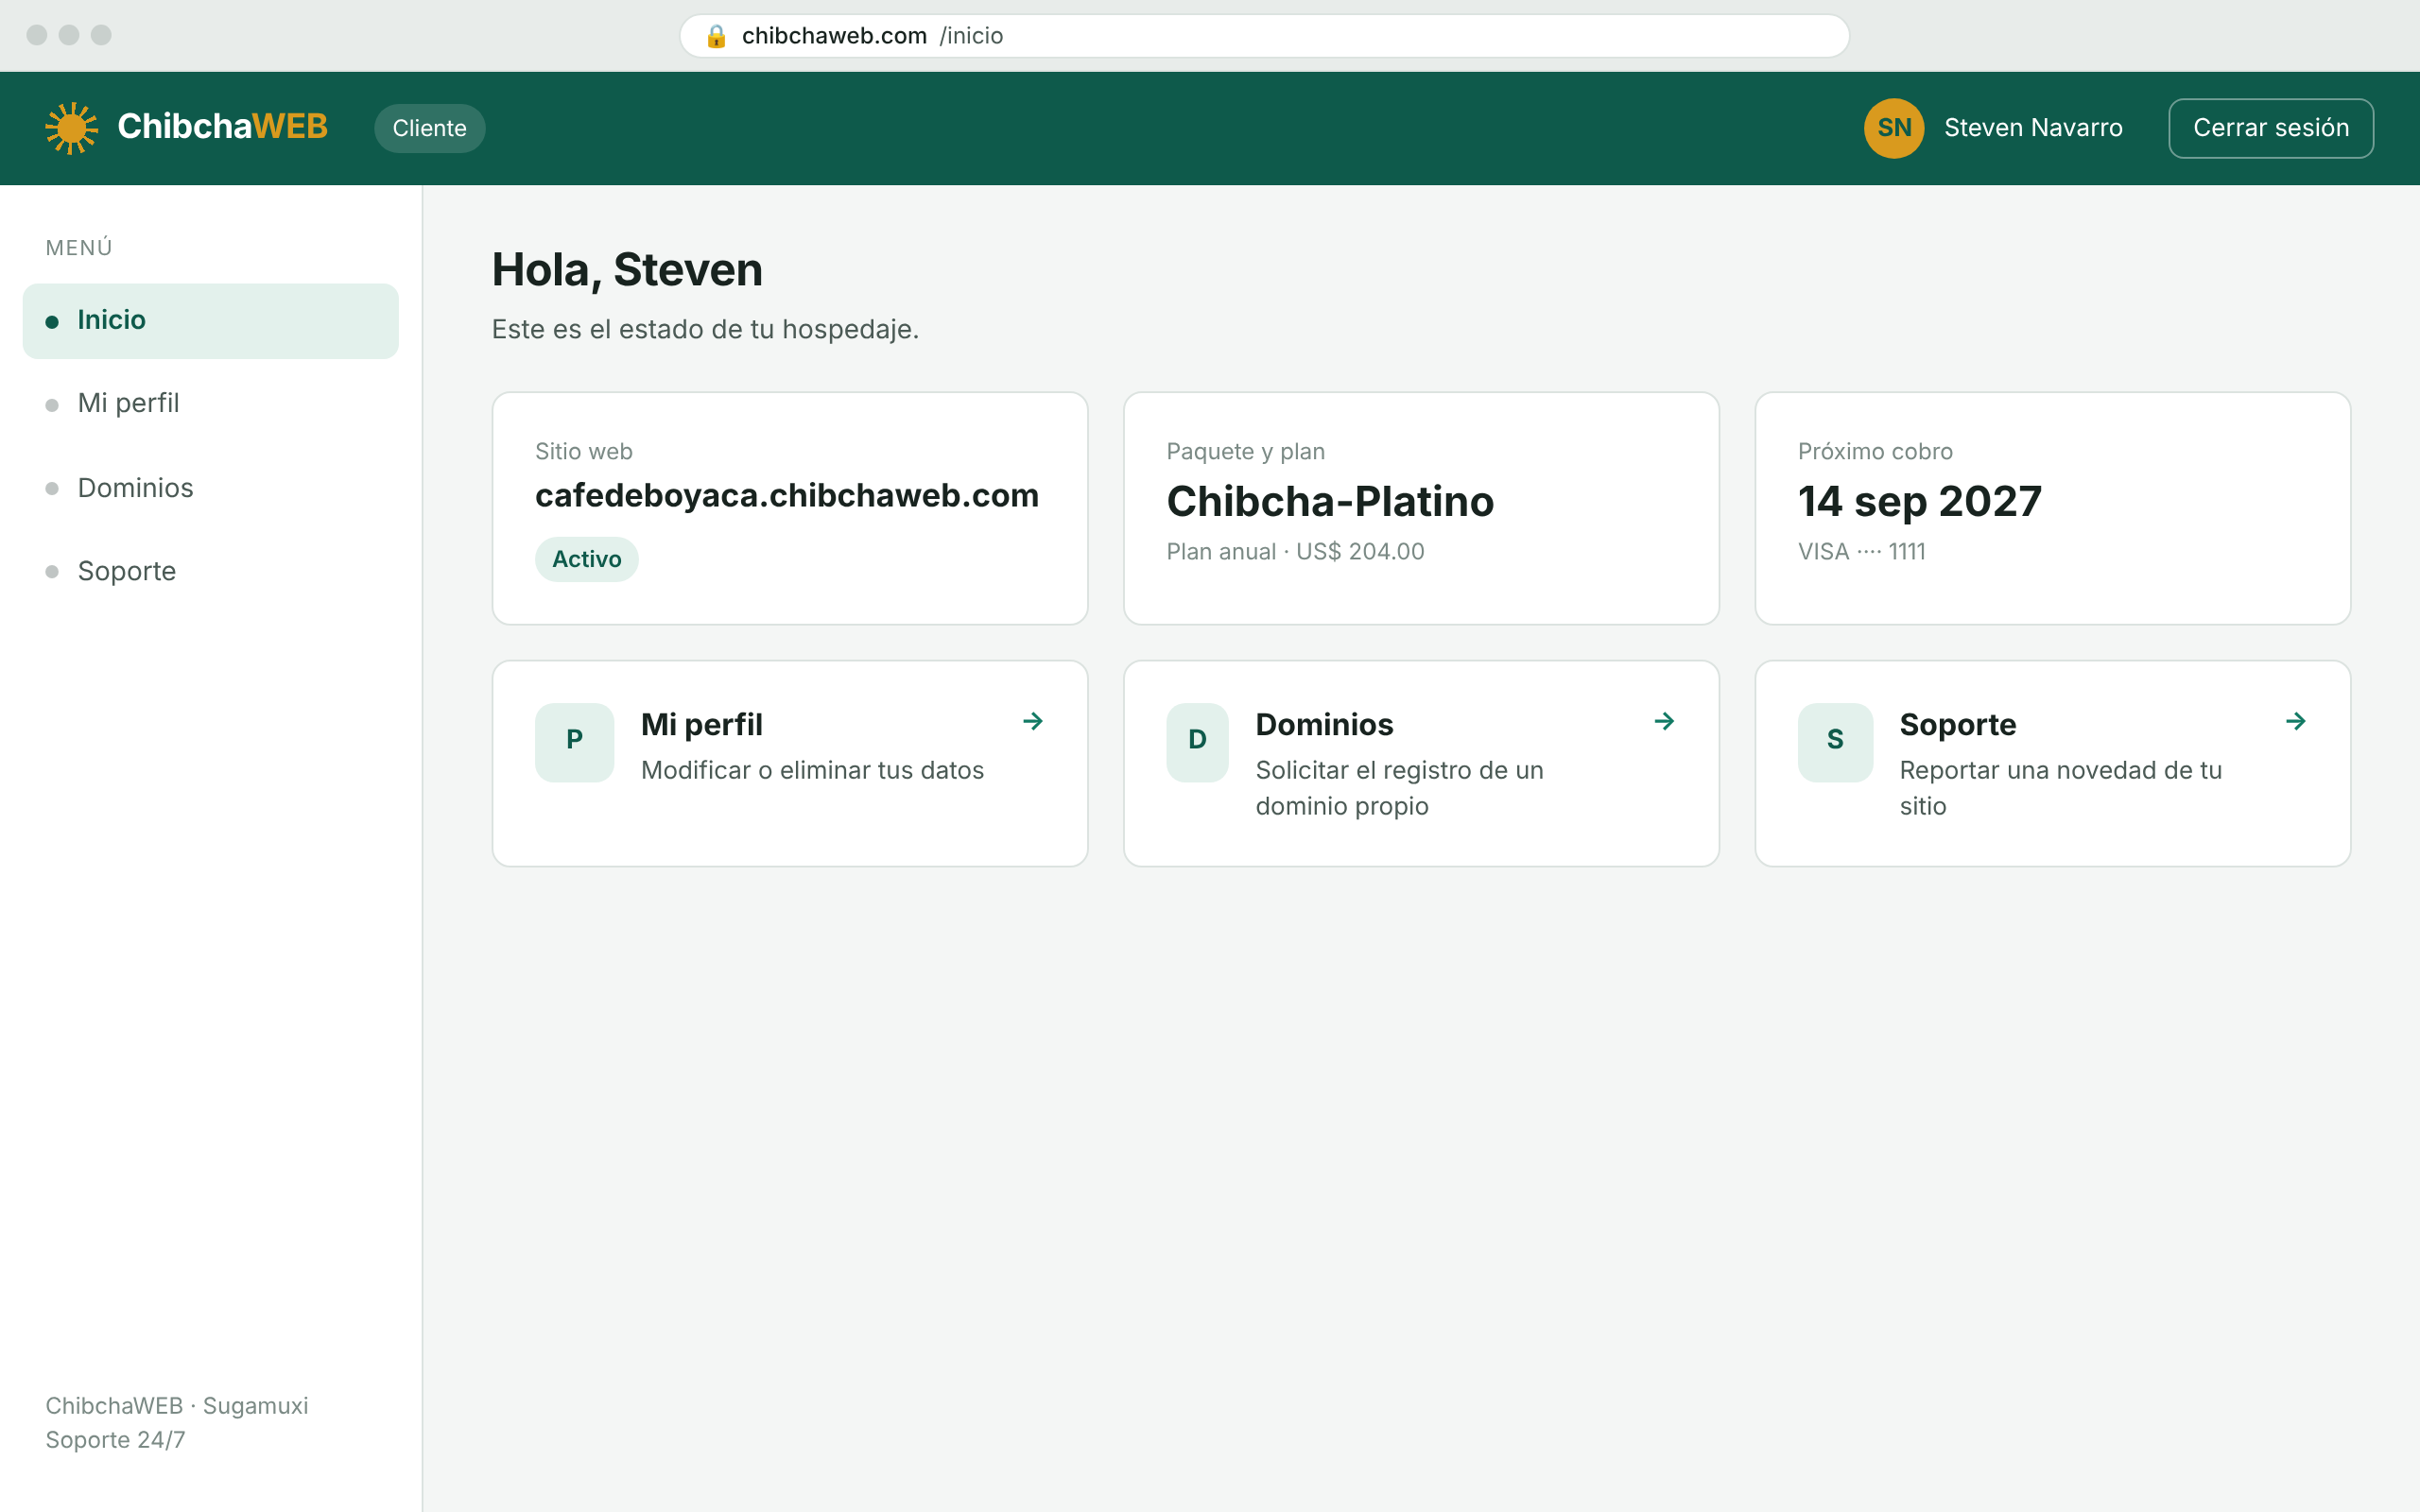 chibchaweb.com /inicio
ChibchaWEB
Cliente
SN
Steven Navarro
Cerrar sesión
MENÚ
Inicio
Mi perfil
Dominios
Soporte
ChibchaWEB · Sugamuxi
Soporte 24/7
Hola, Steven
Este es el estado de tu hospedaje.
Sitio web
cafedeboyaca.chibchaweb.com
Activo
Paquete y plan
Chibcha-Platino
Plan anual · US$ 204.00
Próximo cobro
14 sep 2027
VISA ···· 1111
P
Mi perfil
Modificar o eliminar tus datos
→
D
Dominios
Solicitar el registro de un
dominio propio
→
S
Soporte
Reportar una novedad de tu
sitio
→